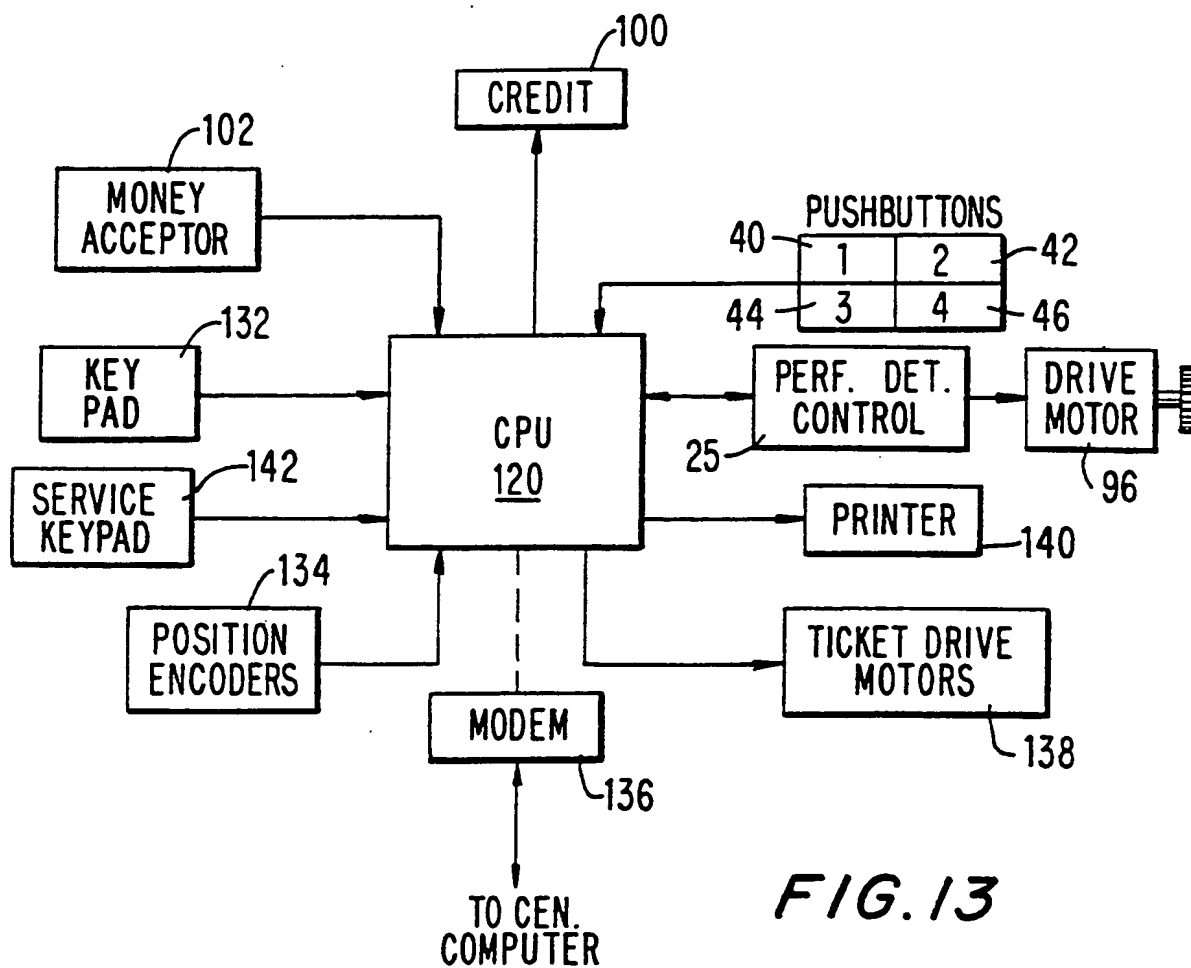 100
CREDIT
102
MONEY
ACCEPTOR
PUSHBUTTONS
40 1 2 42
44 3 4 46
132
KEY
PAD
CPU
120
PERF. DET.
CONTROL
25
DRIVE
MOTOR
96
142
SERVICE
KEYPAD
PRINTER
140
134
POSITION
ENCODERS
TICKET DRIVE
MOTORS
138
MODEM
136
TO CEN.
COMPUTER
FIG. 13